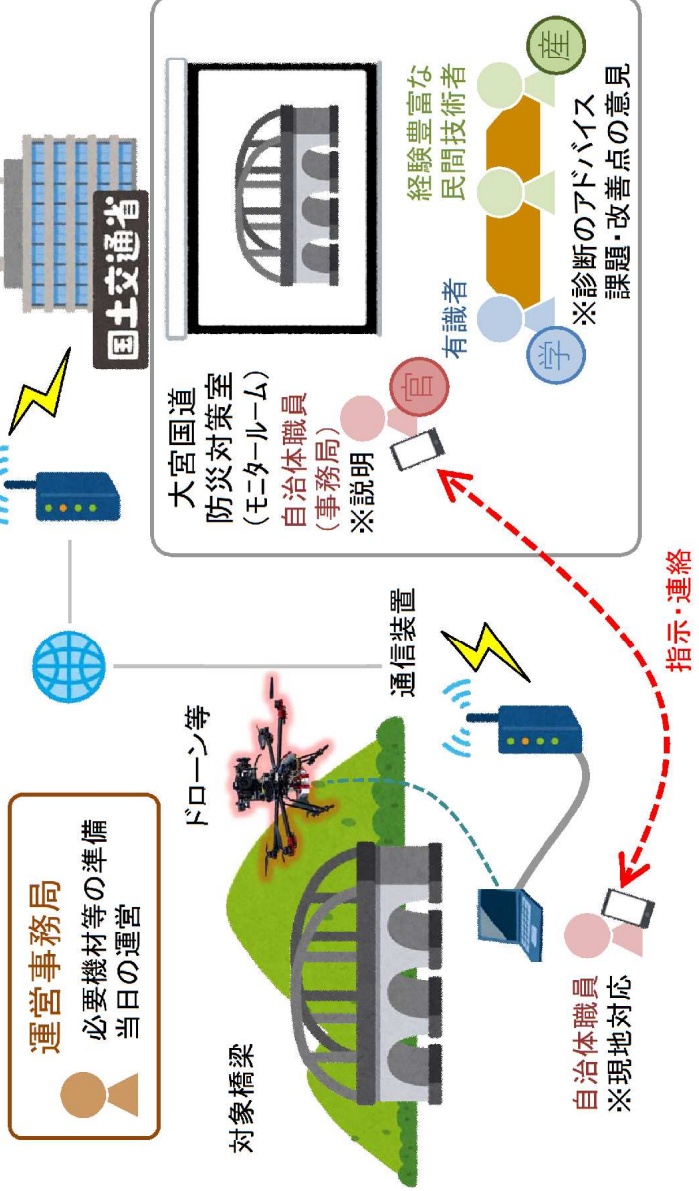 運営事務局
必要機材等の準備
当日の運営
対象橋梁
ドローン等
通信装置
自治体職員
※現地対応
指示・連絡
国土交通省
大宮国道
防災対策室
(モニタールーム)
自治体職員
(事務局)
※説明
官
有識者
学
経験豊富な
民間技術者
産
※診断のアドバイス
課題・改善点の意見